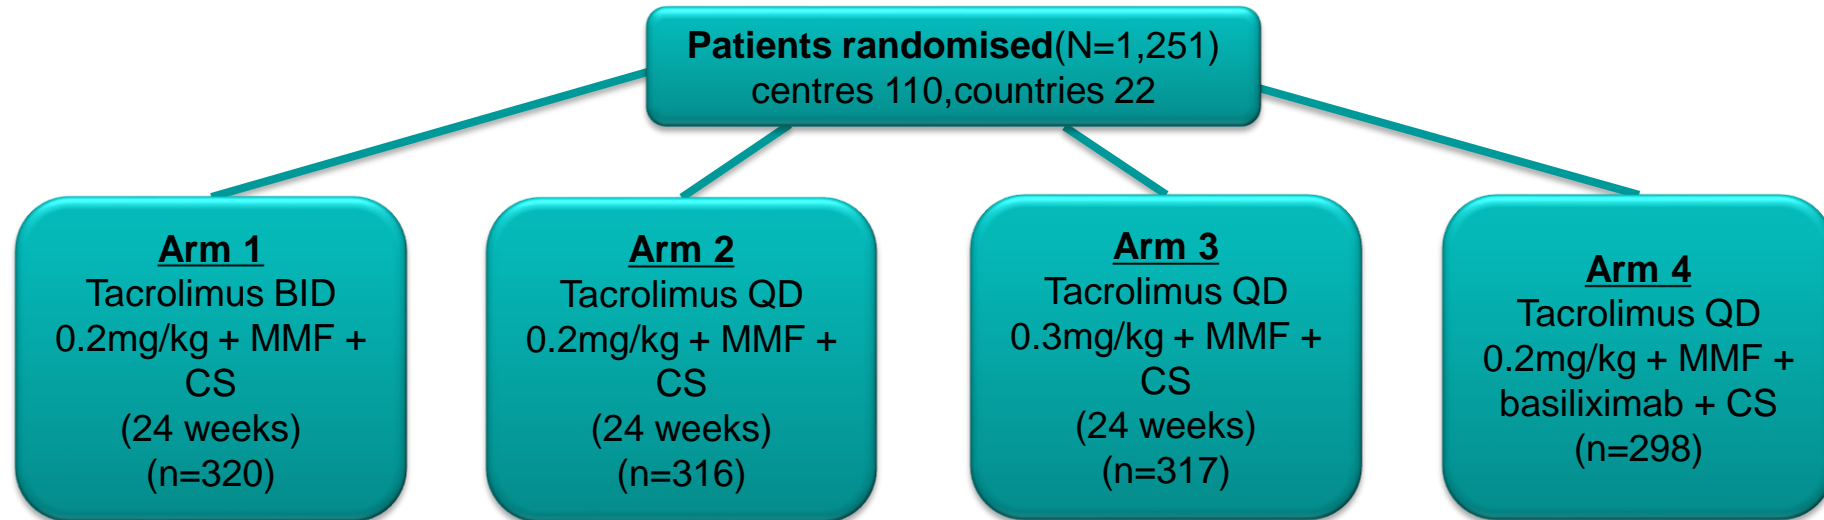 Patients randomised(N=1,251)
centres 110,countries 22
Arm 1
Tacrolimus BID
0.2mg/kg + MMF +
CS
(24 weeks)
(n=320)
Arm 2
Tacrolimus QD
0.2mg/kg + MMF +
CS
(24 weeks)
(n=316)
Arm 3
Tacrolimus QD
0.3mg/kg + MMF +
CS
(24 weeks)
(n=317)
Arm 4
Tacrolimus QD
0.2mg/kg + MMF +
basiliximab + CS
(n=298)